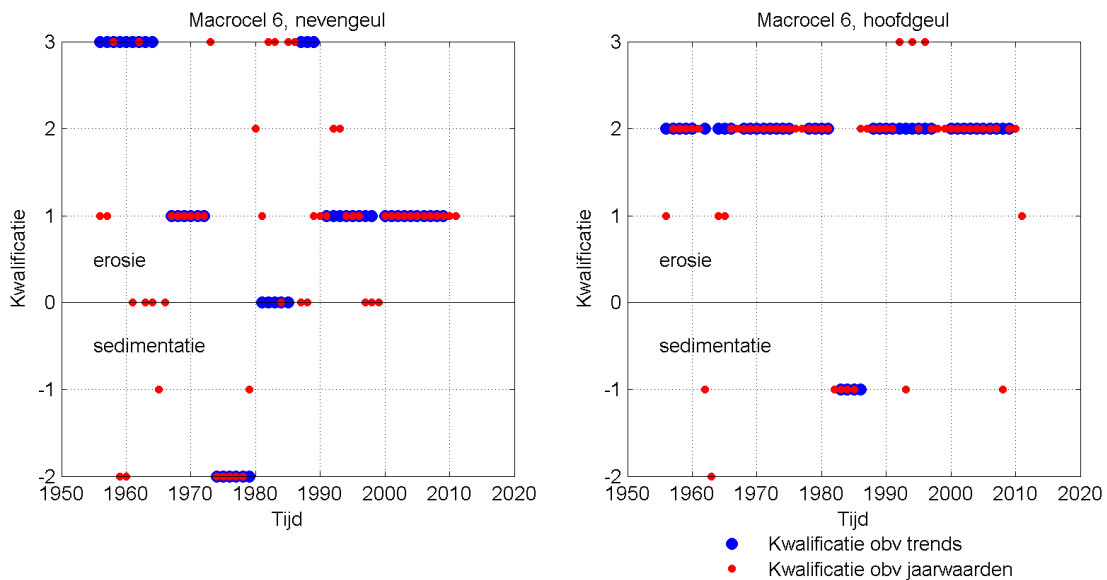 Macrocel 6, nevengeul
3
2
1
0
-1
-2
Kwalificatie
erosie
sedimentatie
1950 1960 1970 1980 1990 2000 2010 2020
Tijd
Macrocel 6, hoofdgeul
3
2
1
0
-1
-2
Kwalificatie
erosie
sedimentatie
1950 1960 1970 1980 1990 2000 2010 2020
Tijd
Kwalificatie obv trends
Kwalificatie obv jaarwaarden